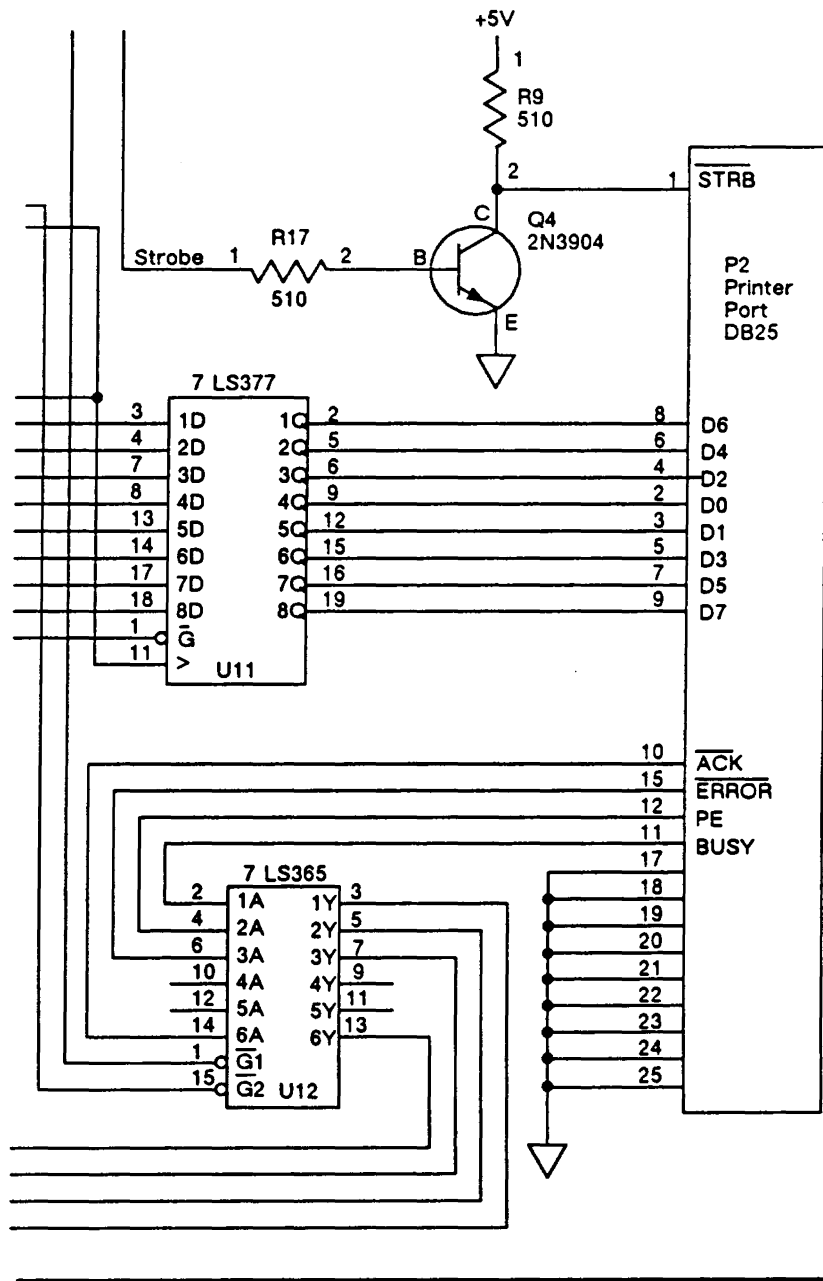 +5V
1
R9
510
2
1
STRB
C
Q4
2N3904
R17
Strobe
1
2
B
510
E
P2
Printer
Port
DB25
7 LS377
3 1D 1Q 2 8 D6
4 2D 2Q 5 6 D4
7 3D 3Q 6 4 D2
8 4D 4Q 9 2 D0
13 5D 5Q 12 3 D1
14 6D 6Q 15 5 D3
17 7D 7Q 16 7 D5
18 8D 8Q 19 9 D7
1 G
11 >
U11
10 ACK
15 ERROR
12 PE
11 BUSY
17
18
19
20
21
22
23
24
25
7 LS365
2 1A 1Y 3
4 2A 2Y 5
6 3A 3Y 7
10 4A 4Y 9
12 5A 5Y 11
14 6A 6Y 13
1 G1
15 G2 U12